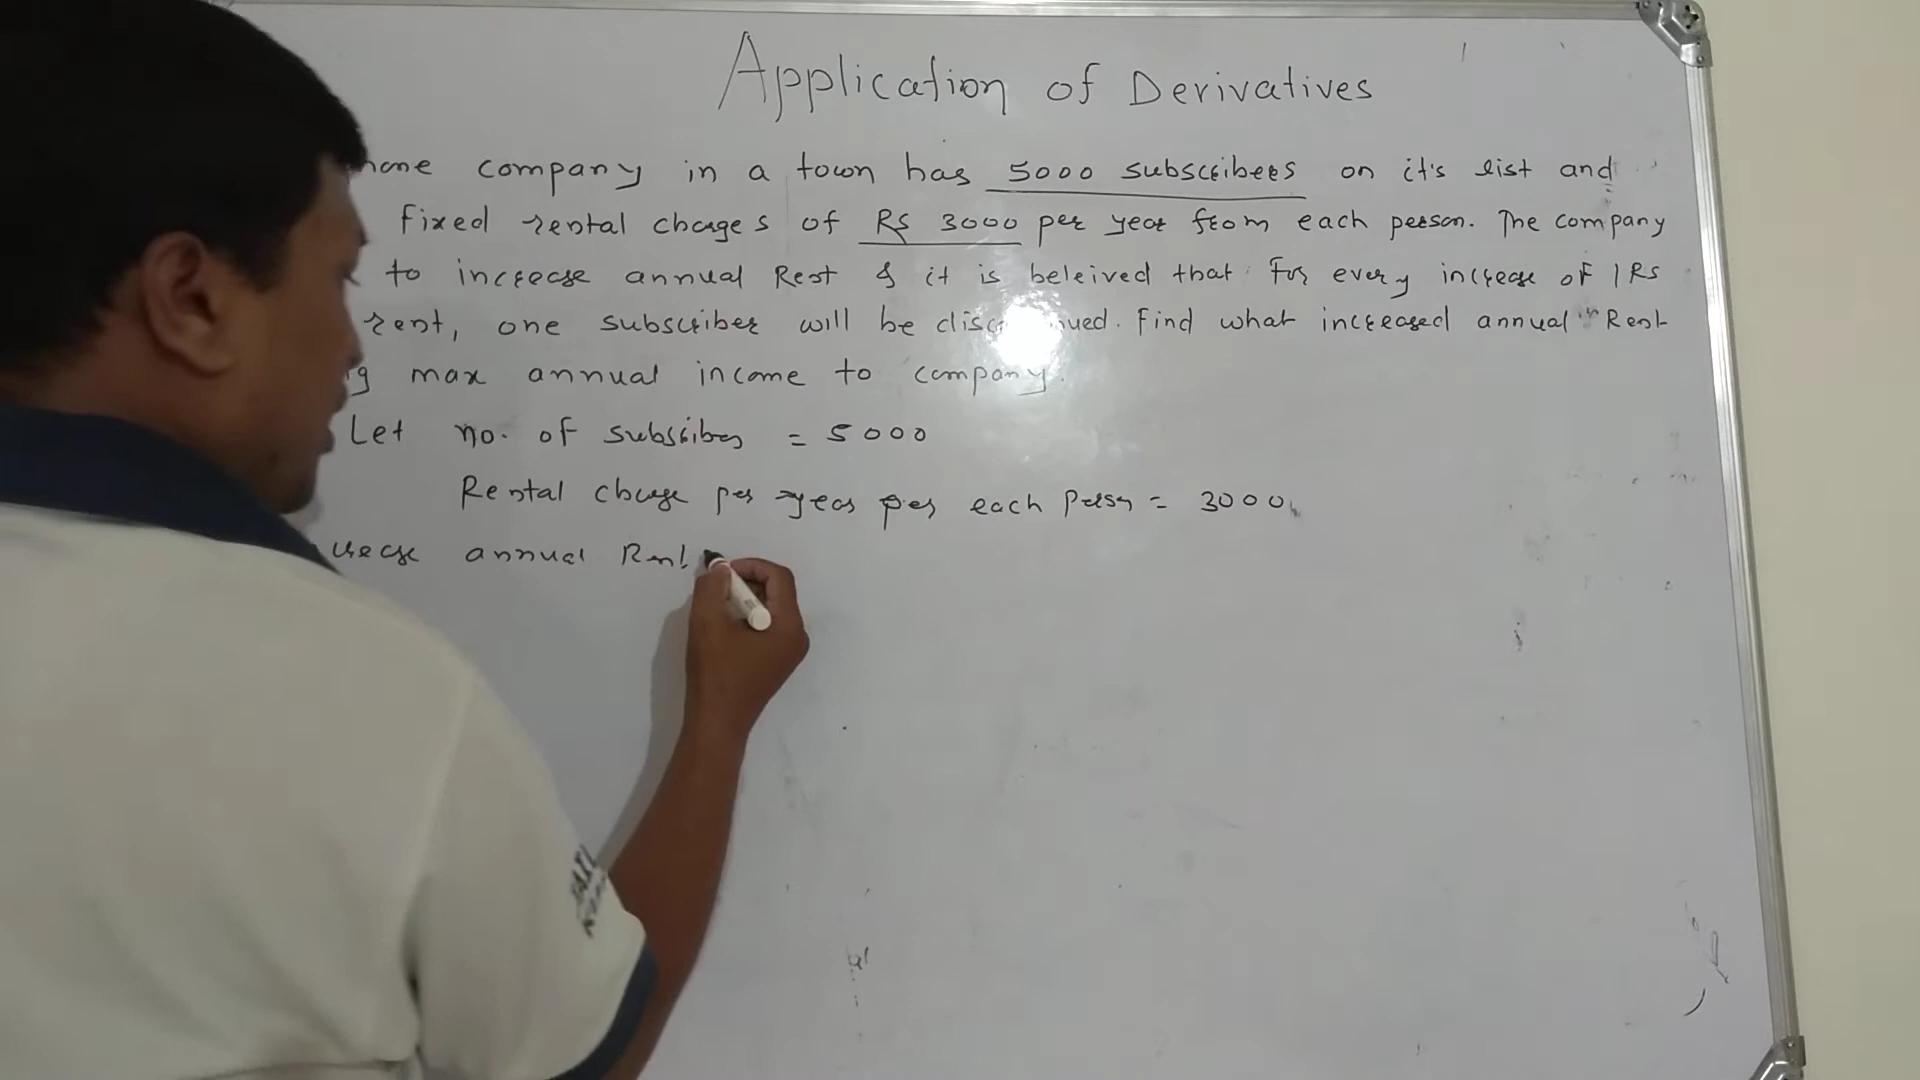 Application of Derivatives
company in a town has 5000 subscribers on it's list and
Fixed rental charges of Rs 3000 per year from each person. The company
to increase annual Rent & it is beleived that for every increase of 1 Rs
rent, one subscriber will be discontinued. Find what increased annual Rent
max annual income to company.
Let no. of subscribers = 5000
Rental charge per year per each person = 3000
annual Rent